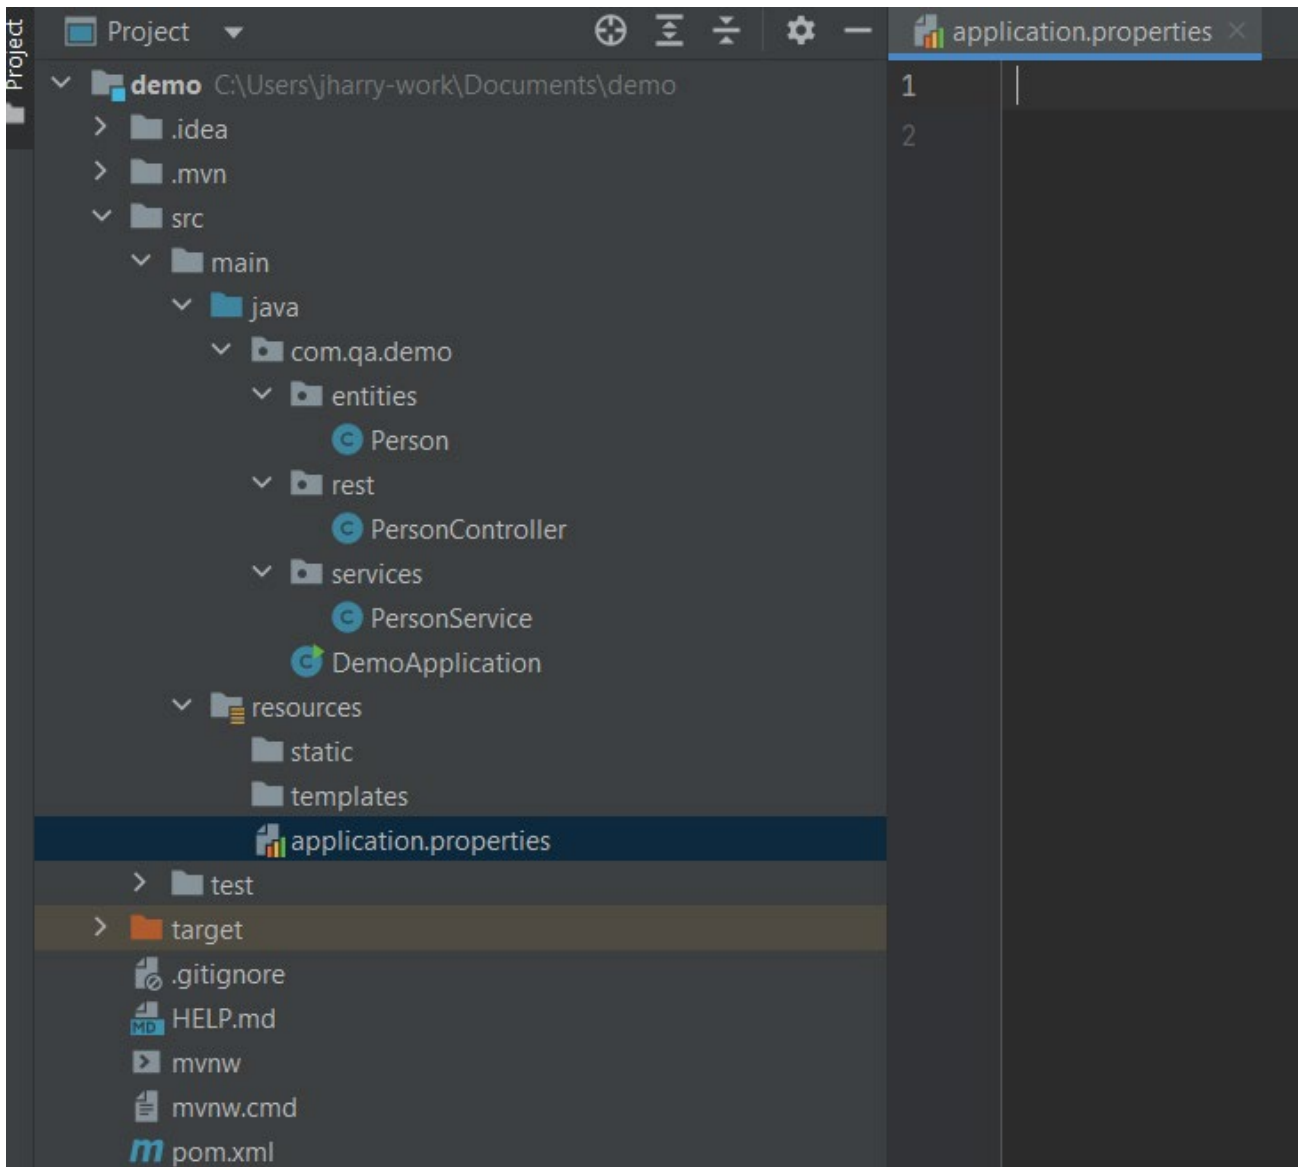 Project
Project
application.properties
demo C:\Users\jharry-work\Documents\demo
1
.idea
2
.mvn
src
main
java
com.qa.demo
entities
C Person
rest
C PersonController
services
C PersonService
C DemoApplication
resources
static
templates
application.properties
test
target
.gitignore
MD HELP.md
mvnw
mvnw.cmd
m pom.xml